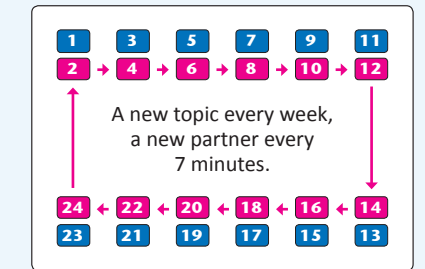 1 3 5 7 9 11
2 4 6 8 10 12
A new topic every week,
a new partner every
7 minutes.
24 22 20 18 16 14
23 21 19 17 15 13